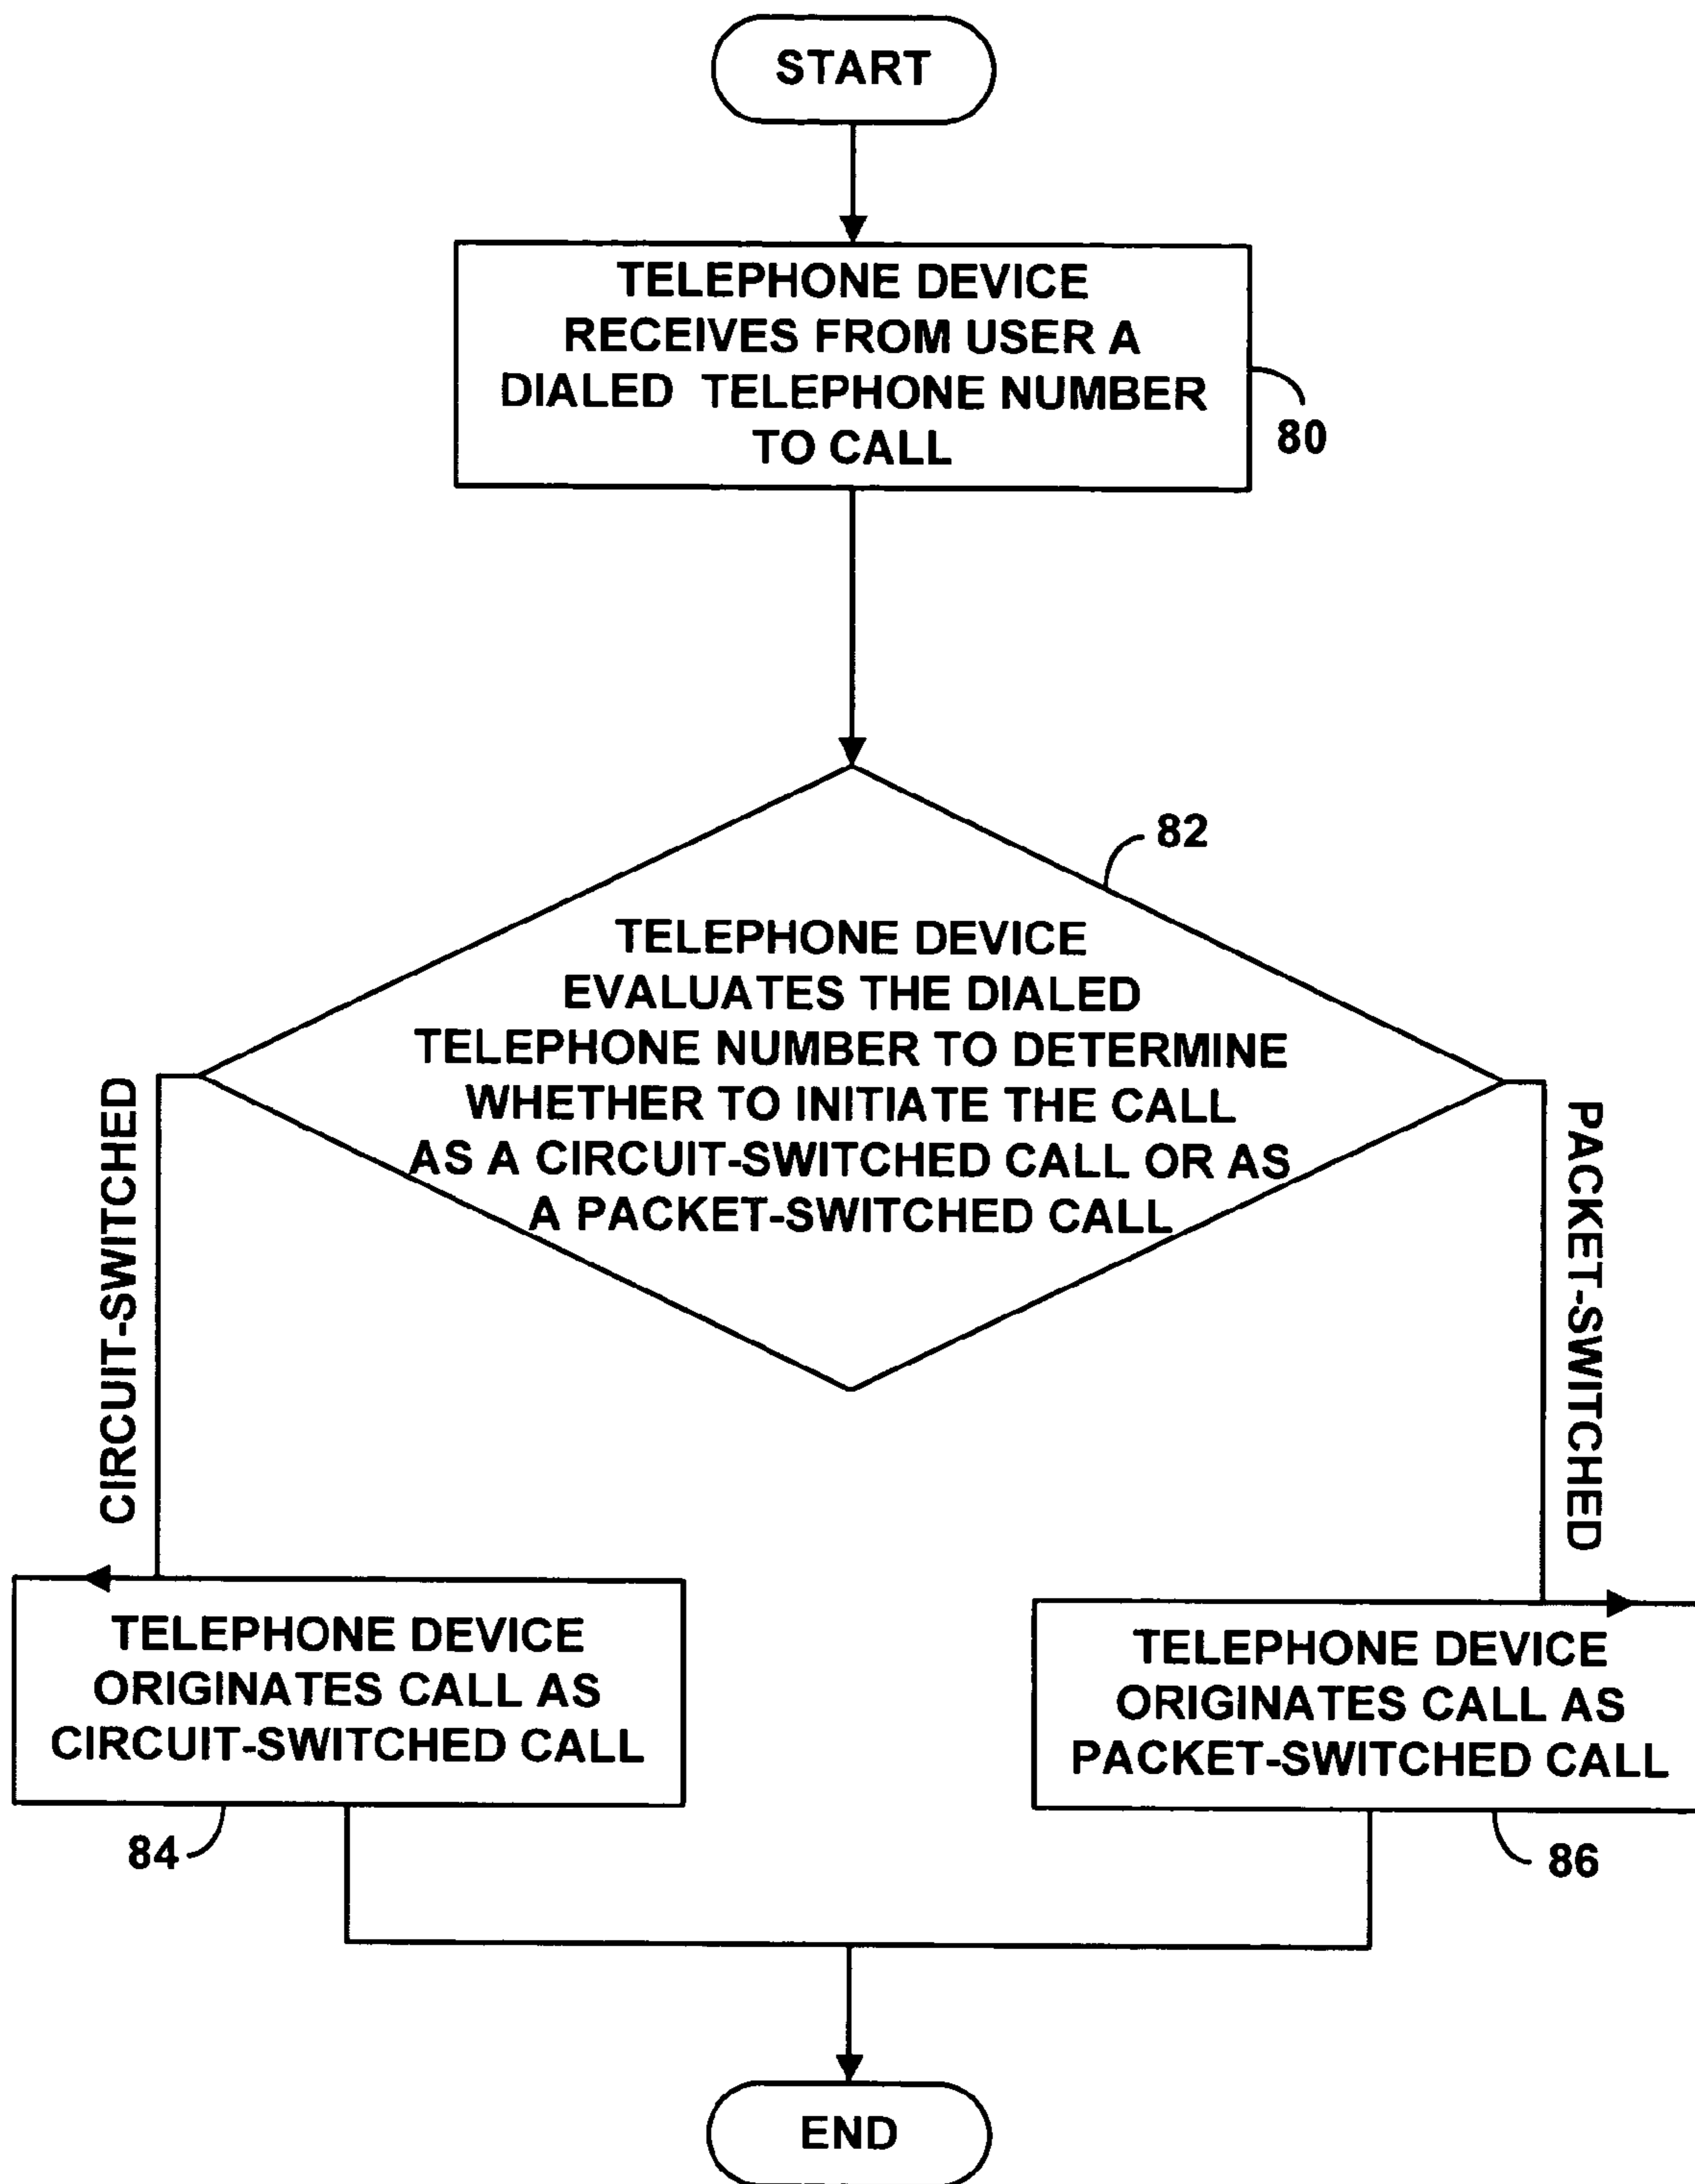 START
TELEPHONE DEVICE
RECEIVES FROM USER A
DIALED TELEPHONE NUMBER
TO CALL
80
82
TELEPHONE DEVICE
EVALUATES THE DIALED
TELEPHONE NUMBER TO DETERMINE
WHETHER TO INITIATE THE CALL
AS A CIRCUIT-SWITCHED CALL OR AS
A PACKET-SWITCHED CALL
CIRCUIT-SWITCHED
PACKET-SWITCHED
TELEPHONE DEVICE
ORIGINATES CALL AS
CIRCUIT-SWITCHED CALL
84
TELEPHONE DEVICE
ORIGINATES CALL AS
PACKET-SWITCHED CALL
86
END